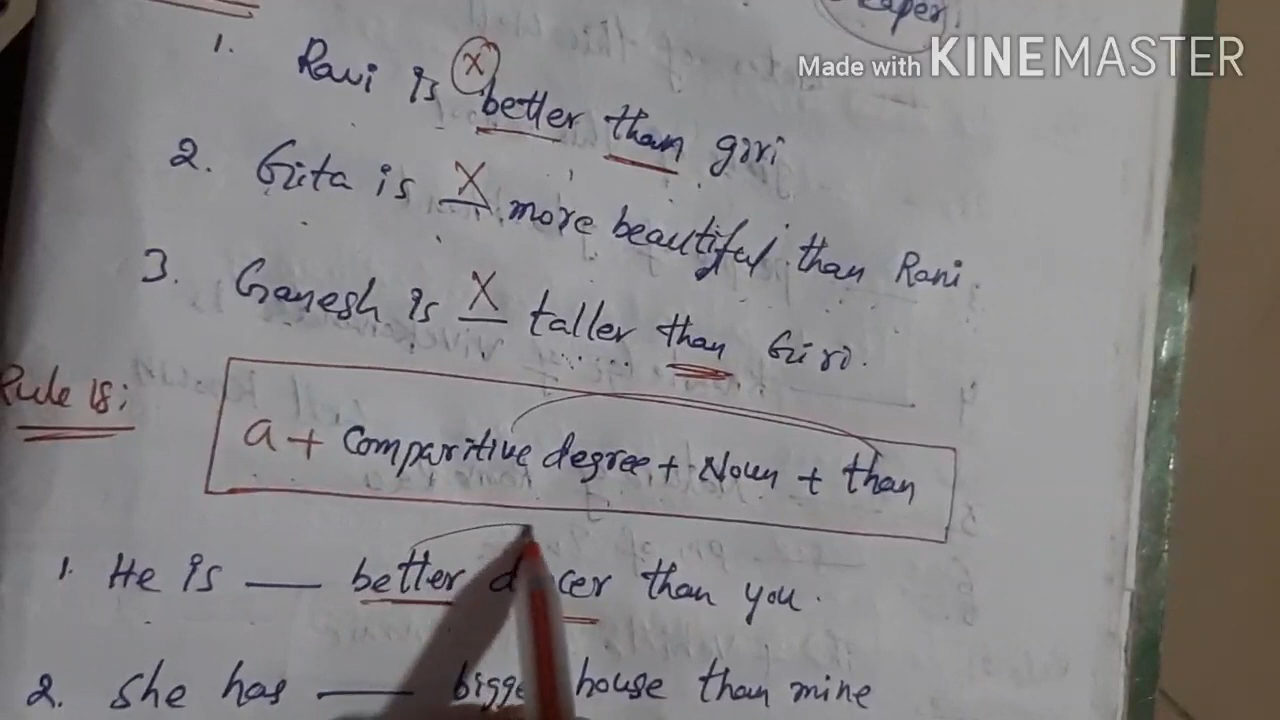 Made with KINEMASTER
1. Ravi is X better than giri
2. Gita is X more beautiful than Rani.
3. Ganesh is X taller than Giri.
Rule is:
a + Comparitive degree + Noun + than
1. He is ___ better than you.
2. She has ___ house than mine